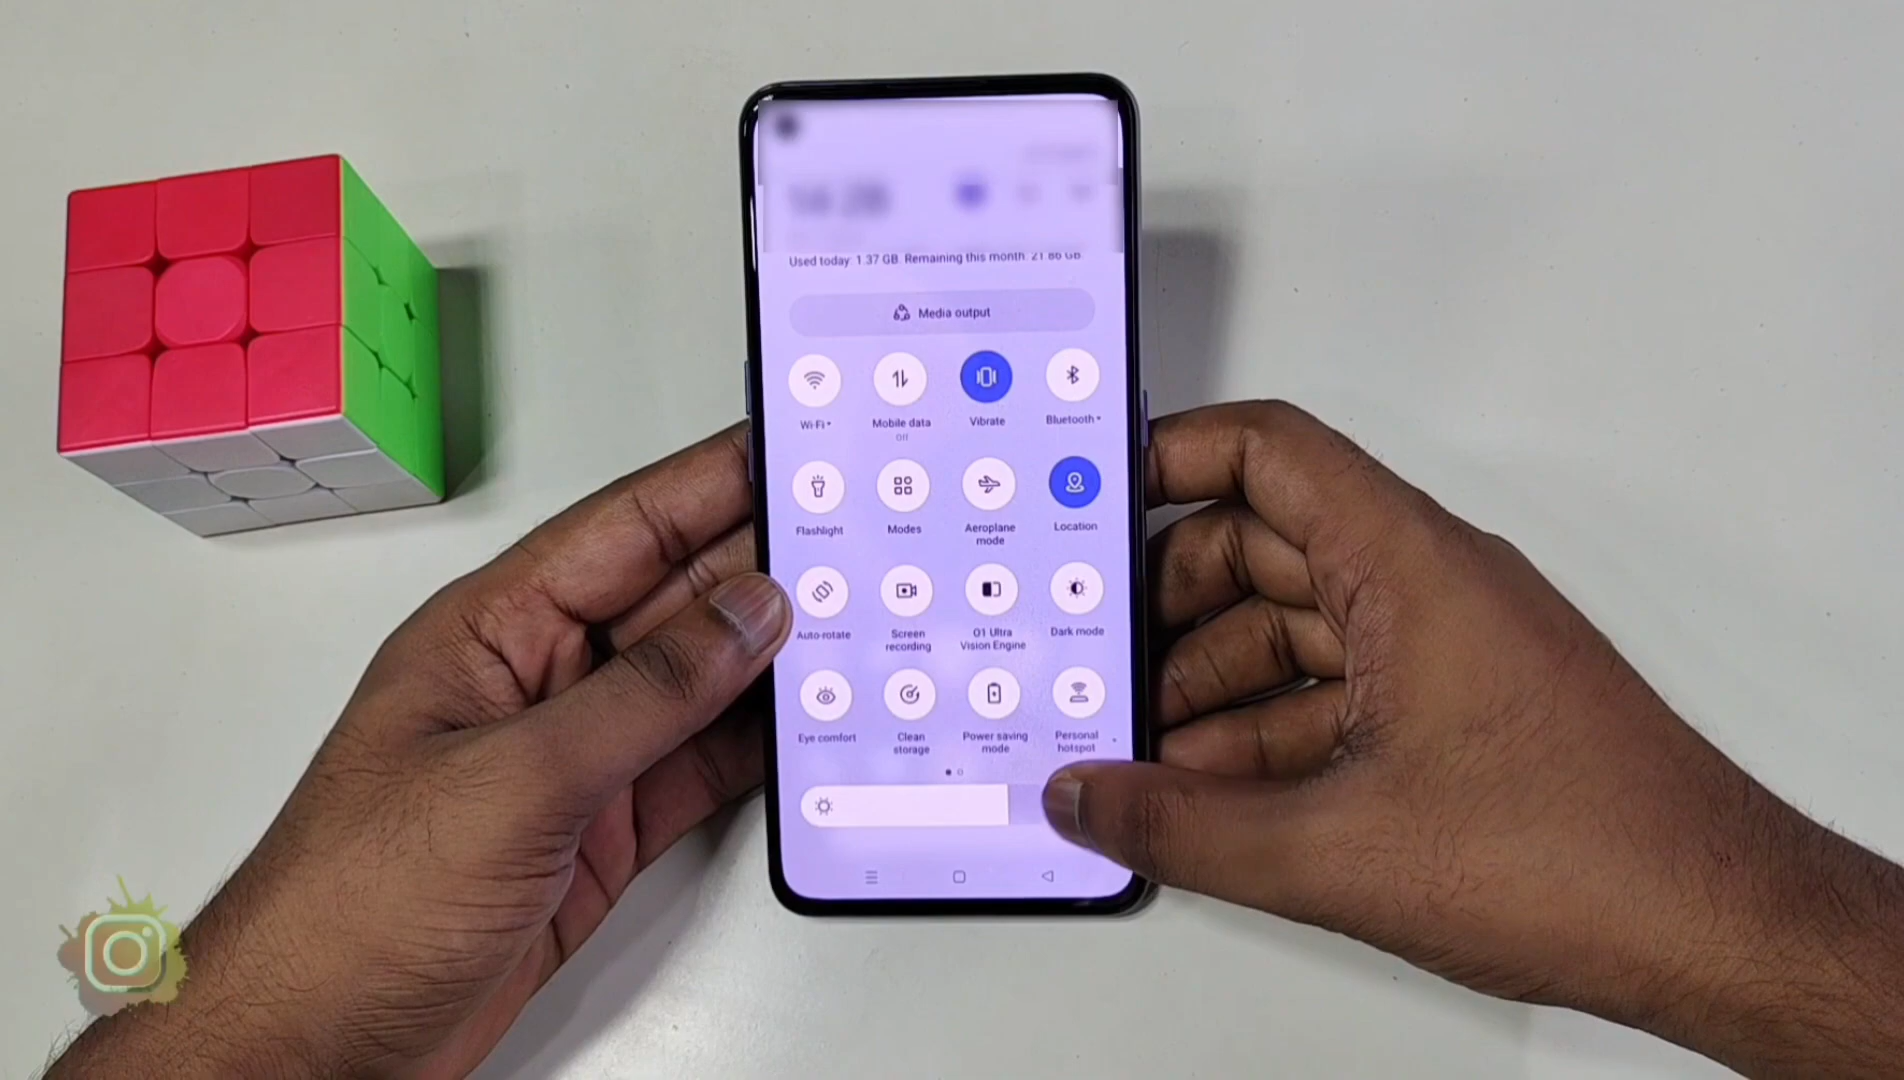 Used today: 1.37 GB. Remaining this month: 21.86 GB.
Media output
Wi-Fi
Mobile data
Off
Vibrate
Bluetooth
Flashlight
Modes
Aeroplane
mode
Location
Auto-rotate
Screen
recording
O1 Ultra
Vision Engine
Dark mode
Eye comfort
Clean
storage
Power saving
mode
Personal
hotspot